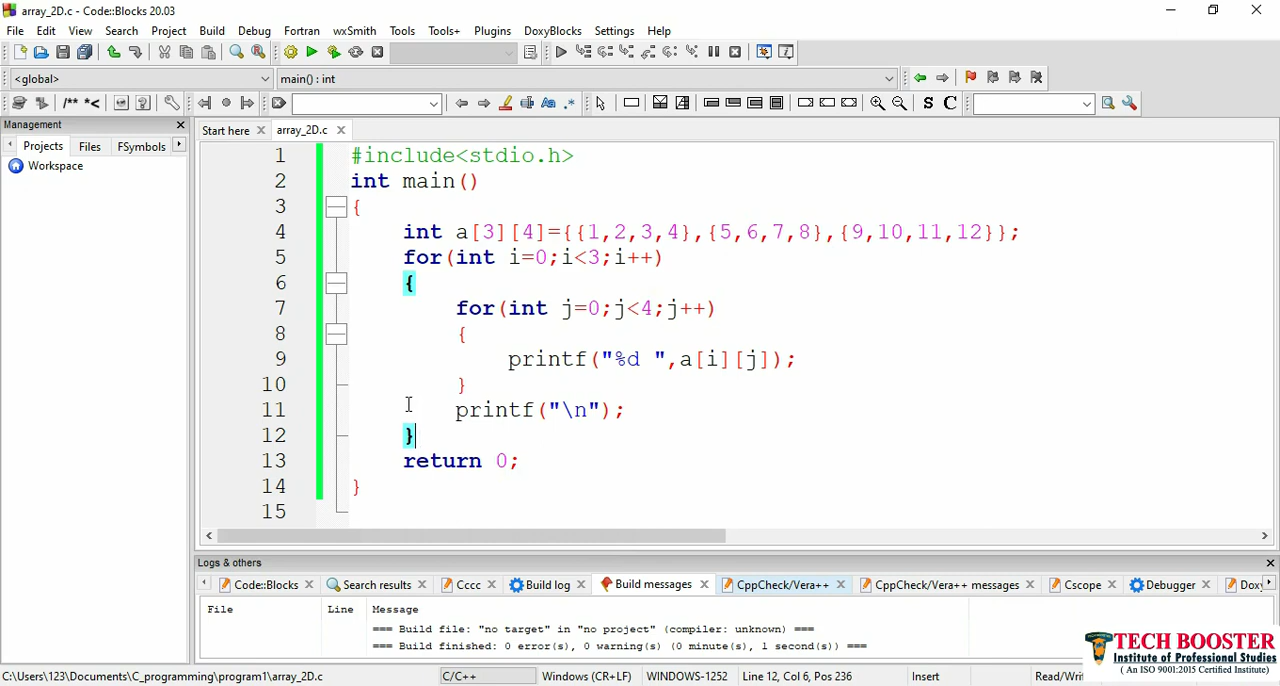 array_2D.c - Code::Blocks 20.03
File Edit View Search Project Build Debug Fortran wxSmith Tools Tools+ Plugins DoxyBlocks Settings Help
<global> main() : int
/** *< S C
Management
Start here array_2D.c
Projects Files FSymbols
Workspace
1 #include<stdio.h>
2 int main()
3 {
4 int a[3][4]={{1,2,3,4},{5,6,7,8},{9,10,11,12}};
5 for(int i=0;i<3;i++)
6 {
7 for(int j=0;j<4;j++)
8 {
9 printf("%d ",a[i][j]);
10 }
11 printf("\n");
12 }
13 return 0;
14 }
15
Logs & others
Code::Blocks Search results Cccc Build log Build messages CppCheck/Vera++ CppCheck/Vera++ messages Cscope Debugger
File Line Message
=== Build file: "no target" in "no project" (compiler: unknown) ===
=== Build finished: 0 error(s), 0 warning(s) (0 minute(s), 1 second(s)) ===
TECH BOOSTER
Institute of Professional Studies
( An ISO 9001:2015 Certified Institute)
C:\Users\123\Documents\C_programming\program1\array_2D.c C/C++ Windows (CR+LF) WINDOWS-1252 Line 12, Col 6, Pos 236 Insert